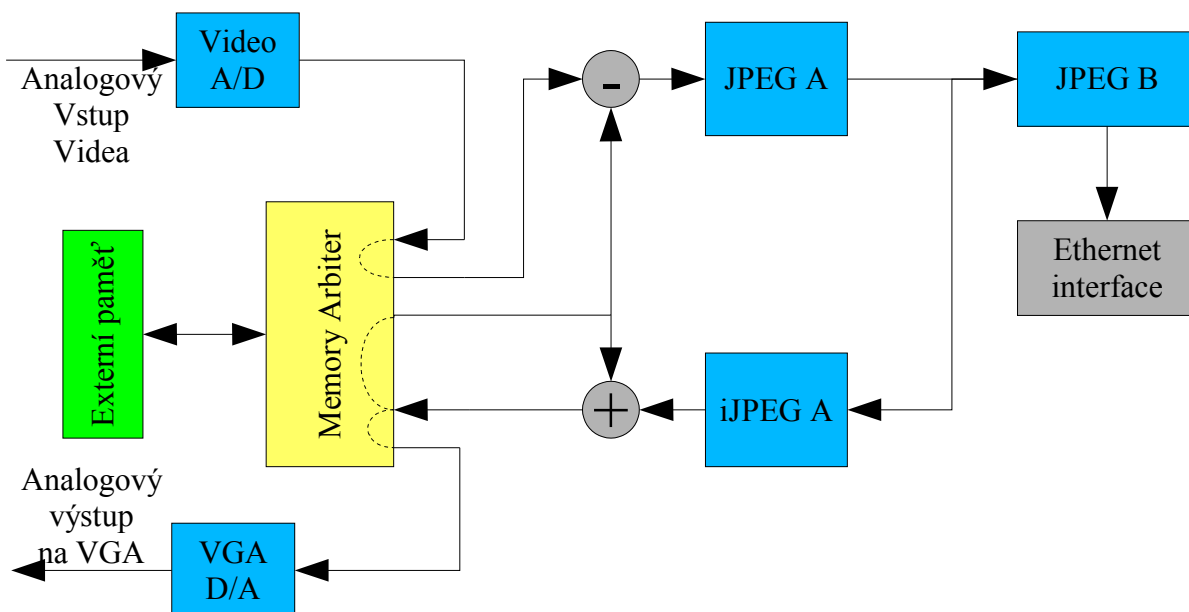 Video
A/D
Analogový
Vstup
Videa
-
JPEG A
JPEG B
Ethernet
interface
Externí paměť
Memory Arbiter
+
iJPEG A
Analogový
výstup
na VGA
VGA
D/A